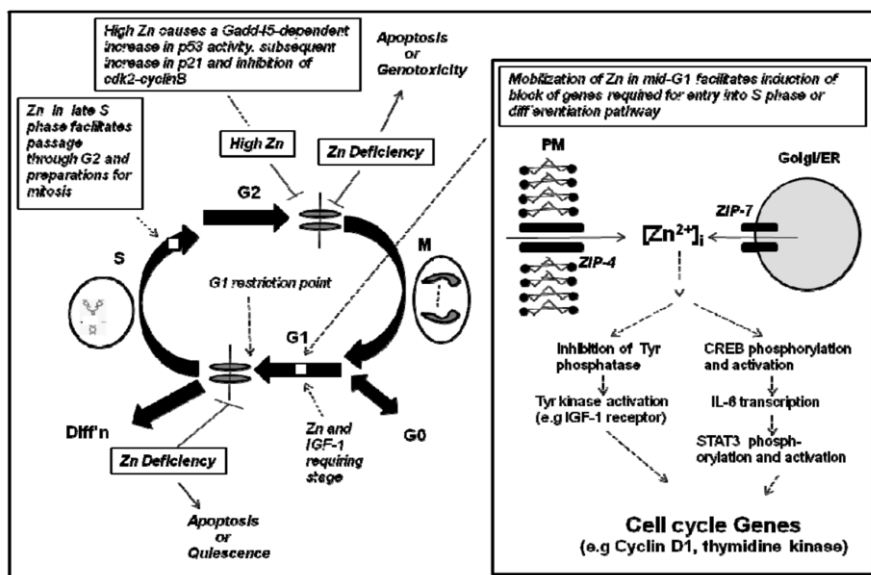 High Zn causes a Gadd45-dependent
increase in p53 activity, subsequent
increase in p21 and inhibition of
cdk2-cyclinB
Apoptosis
or
Genotoxicity
Zn in late S
phase facilitates
passage
through G2 and
preparations for
mitosis
High Zn
Zn Deficiency
G2
S
M
G1 restriction point
G1
Diff'n
G0
Zn Deficiency
Zn and
IGF-1
requiring
stage
Apoptosis
or
Quiescence
Mobilization of Zn in mid-G1 facilitates induction of
block of genes required for entry into S phase or
differentiation pathway
PM
Golgi/ER
ZIP-7
[Zn²⁺]i
ZIP-4
Inhibition of Tyr
phosphatase
CREB phosphorylation
and activation
Tyr kinase activation
(e.g IGF-1 receptor)
IL-6 transcription
STAT3 phosph-
orylation and activation
Cell cycle Genes
(e.g Cyclin D1, thymidine kinase)